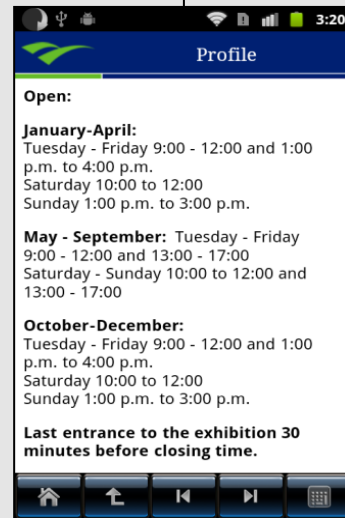 3:20
Profile
Open:
January-April:
Tuesday - Friday 9:00 - 12:00 and 1:00
p.m. to 4:00 p.m.
Saturday 10:00 to 12:00
Sunday 1:00 p.m. to 3:00 p.m.
May - September: Tuesday - Friday
9:00 - 12:00 and 13:00 - 17:00
Saturday - Sunday 10:00 to 12:00 and
13:00 - 17:00
October-December:
Tuesday - Friday 9:00 - 12:00 and 1:00
p.m. to 4:00 p.m.
Saturday 10:00 to 12:00
Sunday 1:00 p.m. to 3:00 p.m.
Last entrance to the exhibition 30
minutes before closing time.